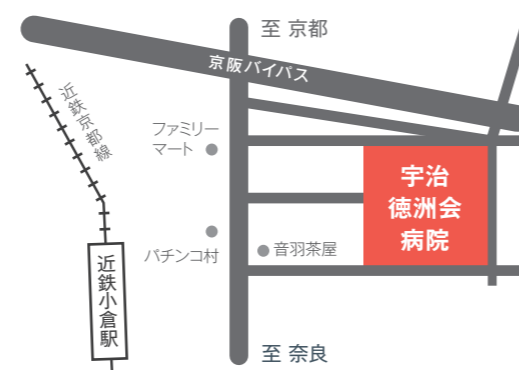 至 京都
京阪バイパス
近鉄京都線
ファミリー
マート
宇治
徳洲会
病院
パチンコ村
音羽茶屋
近鉄小倉駅
至 奈良